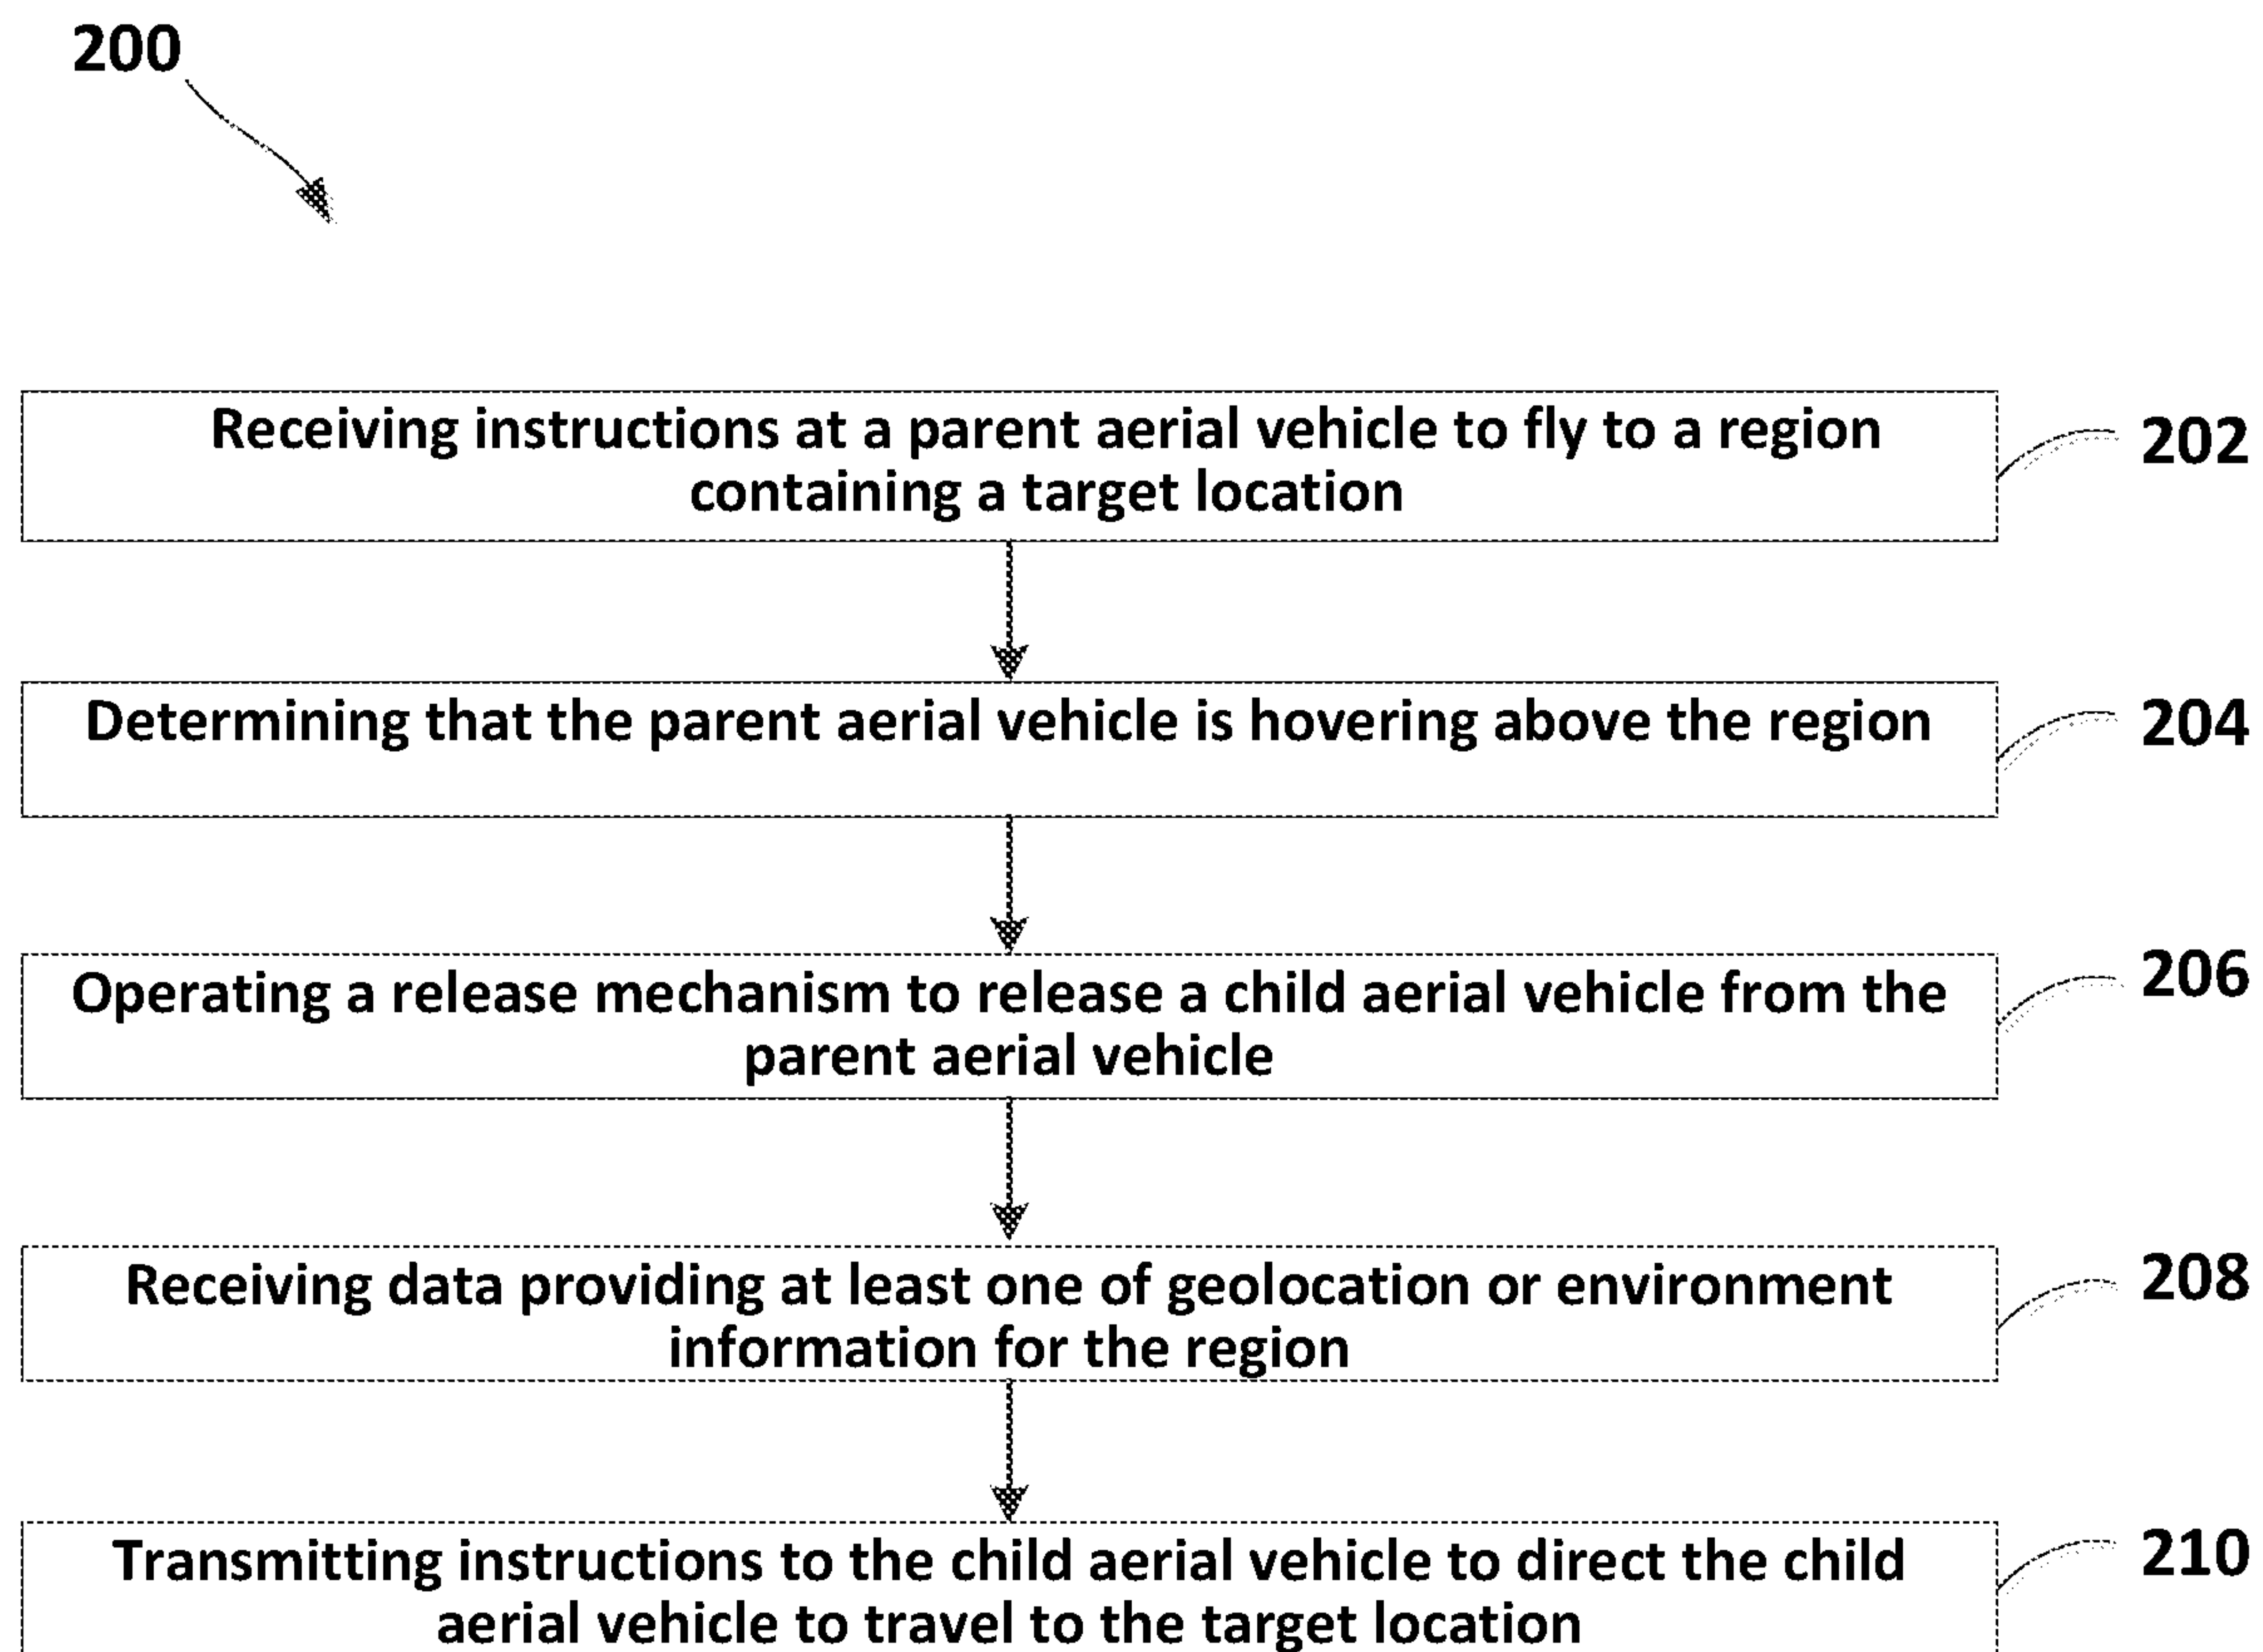 200
Receiving instructions at a parent aerial vehicle to fly to a region
containing a target location
202
Determining that the parent aerial vehicle is hovering above the region
204
Operating a release mechanism to release a child aerial vehicle from the
parent aerial vehicle
206
Receiving data providing at least one of geolocation or environment
information for the region
208
Transmitting instructions to the child aerial vehicle to direct the child
aerial vehicle to travel to the target location
210